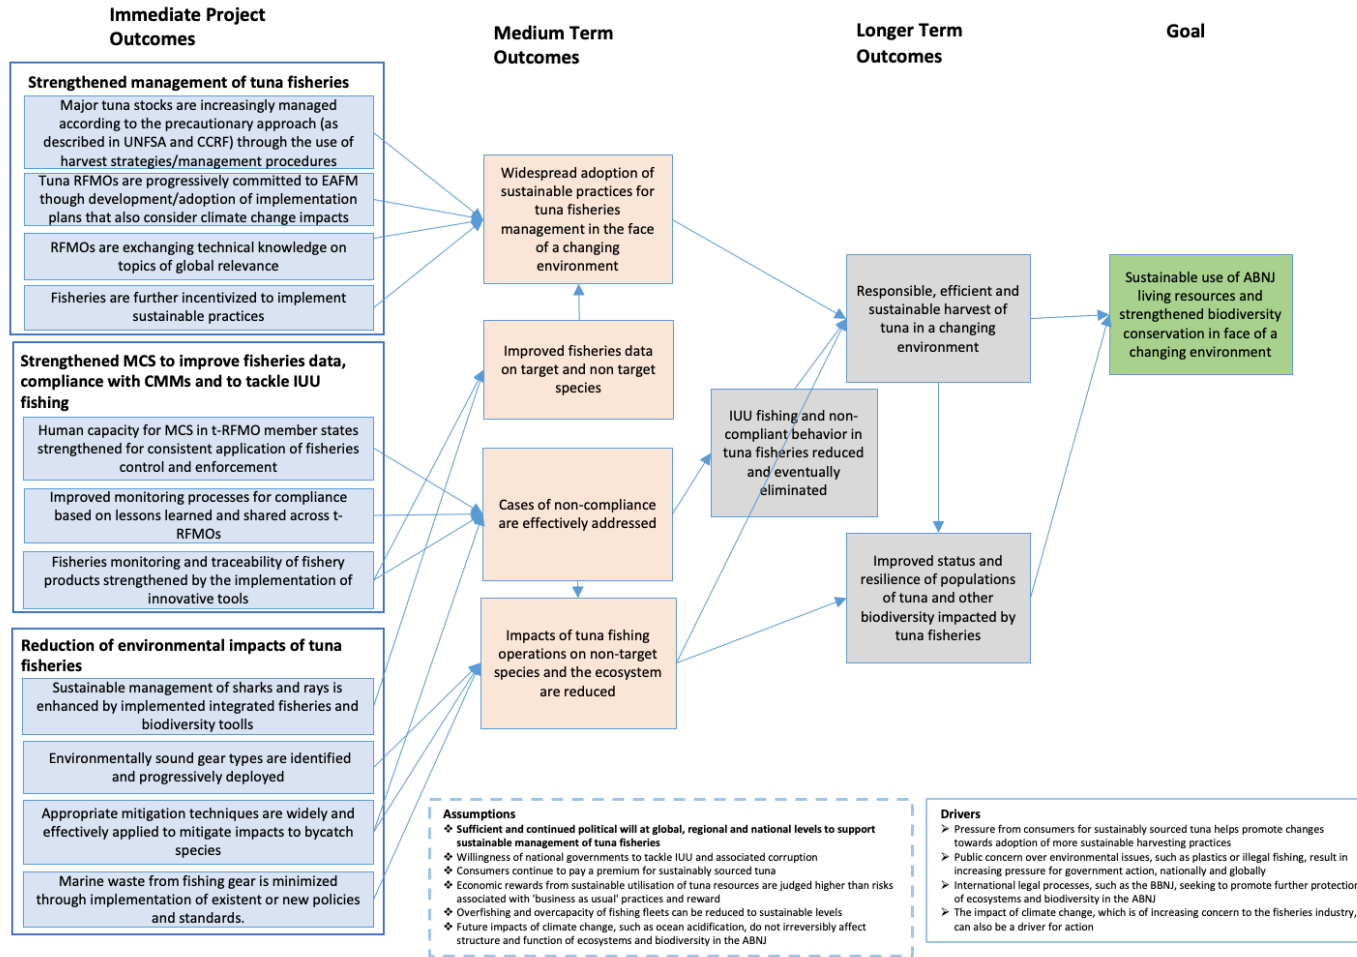 Immediate Project
Outcomes
Medium Term
Outcomes
Longer Term
Outcomes
Goal
Strengthened management of tuna fisheries
Major tuna stocks are increasingly managed
according to the precautionary approach (as
described in UNFSA and CCRF) through the use of
harvest strategies/management procedures
Tuna RFMOs are progressively committed to EAFM
though development/adoption of implementation
plans that also consider climate change impacts
RFMOs are exchanging technical knowledge on
topics of global relevance
Fisheries are further incentivized to implement
sustainable practices
Strengthened MCS to improve fisheries data,
compliance with CMMs and to tackle IUU
fishing
Human capacity for MCS in t-RFMO member states
strengthened for consistent application of fisheries
control and enforcement
Improved monitoring processes for compliance
based on lessons learned and shared across t-
RFMOs
Fisheries monitoring and traceability of fishery
products strengthened by the implementation of
innovative tools
Reduction of environmental impacts of tuna
fisheries
Sustainable management of sharks and rays is
enhanced by implemented integrated fisheries and
biodiversity toolls
Environmentally sound gear types are identified
and progressively deployed
Appropriate mitigation techniques are widely and
effectively applied to mitigate impacts to bycatch
species
Marine waste from fishing gear is minimized
through implementation of existent or new policies
and standards.
Widespread adoption of
sustainable practices for
tuna fisheries
management in the face
of a changing
environment
Improved fisheries data
on target and non target
species
Cases of non-compliance
are effectively addressed
Impacts of tuna fishing
operations on non-target
species and the ecosystem
are reduced
IUU fishing and non-
compliant behavior in
tuna fisheries reduced
and eventually
eliminated
Responsible, efficient and
sustainable harvest of
tuna in a changing
environment
Improved status and
resilience of populations
of tuna and other
biodiversity impacted by
tuna fisheries
Sustainable use of ABNJ
living resources and
strengthened biodiversity
conservation in face of a
changing environment
Assumptions
❖ Sufficient and continued political will at global, regional and national levels to support
sustainable management of tuna fisheries
❖ Willingness of national governments to tackle IUU and associated corruption
❖ Consumers continue to pay a premium for sustainably sourced tuna
❖ Economic rewards from sustainable utilisation of tuna resources are judged higher than risks
associated with 'business as usual' practices and reward
❖ Overfishing and overcapacity of fishing fleets can be reduced to sustainable levels
❖ Future impacts of climate change, such as ocean acidification, do not irreversibly affect
structure and function of ecosystems and biodiversity in the ABNJ
Drivers
➢ Pressure from consumers for sustainably sourced tuna helps promote changes
towards adoption of more sustainable harvesting practices
➢ Public concern over environmental issues, such as plastics or illegal fishing, result in
increasing pressure for government action, nationally and globally
➢ International legal processes, such as the BBNJ, seeking to promote further protection
of ecosystems and biodiversity in the ABNJ
➢ The impact of climate change, which is of increasing concern to the fisheries industry,
can also be a driver for action